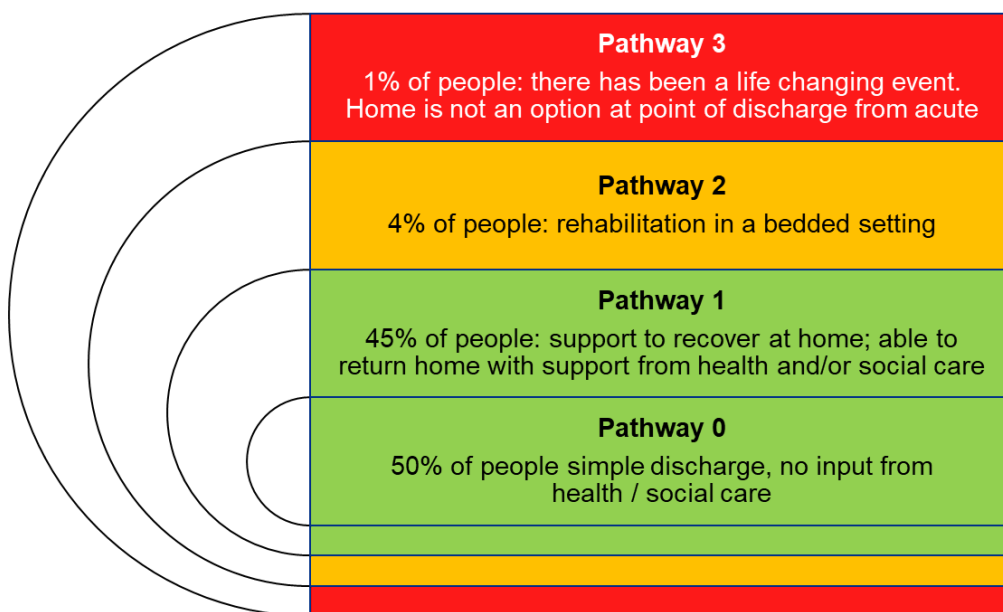 Pathway 3
1% of people: there has been a life changing event.
Home is not an option at point of discharge from acute
Pathway 2
4% of people: rehabilitation in a bedded setting
Pathway 1
45% of people: support to recover at home; able to
return home with support from health and/or social care
Pathway 0
50% of people simple discharge, no input from
health / social care